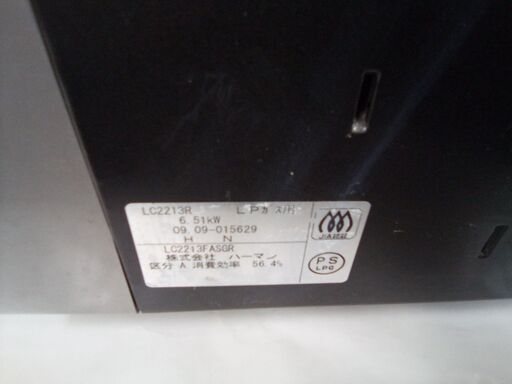 LC2213R LPガス用
6.51kW
09.09-015629
H N
LC2213FASGR
株式会社 ハーマン
区分 A 消費効率 56.4%
JIA
PS
LPG